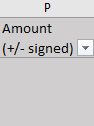 P
Amount
(+/- signed)